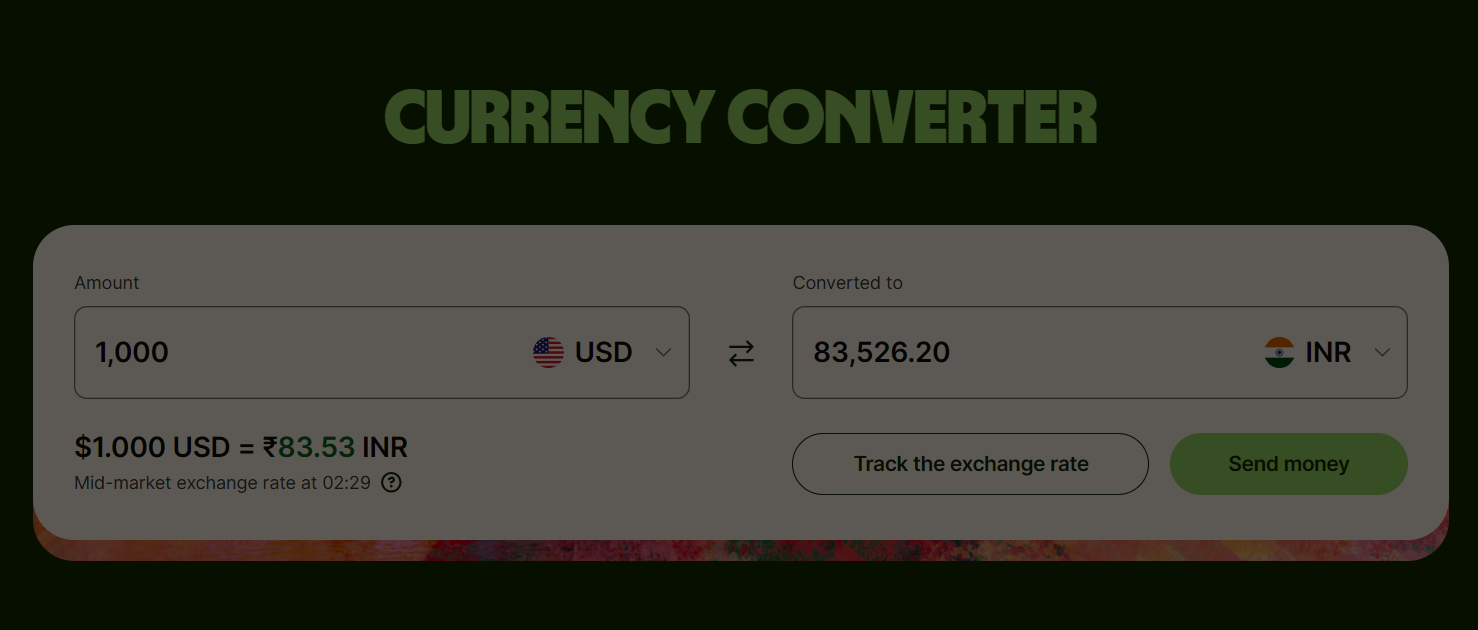 CURRENCY CONVERTER
Amount
1,000 USD
Converted to
83,526.20 INR
$1.000 USD = ₹83.53 INR
Mid-market exchange rate at 02:29 ?
Track the exchange rate
Send money